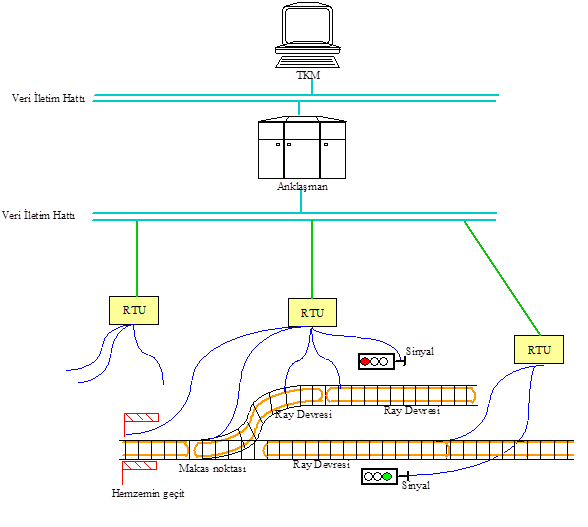 TKM
Veri İletim Hattı
Anklaşman
Veri İletim Hattı
RTU
RTU
RTU
Sinyal
Ray Devresi
Ray Devresi
Makas noktası
Ray Devresi
Sinyal
Hemzemin geçit